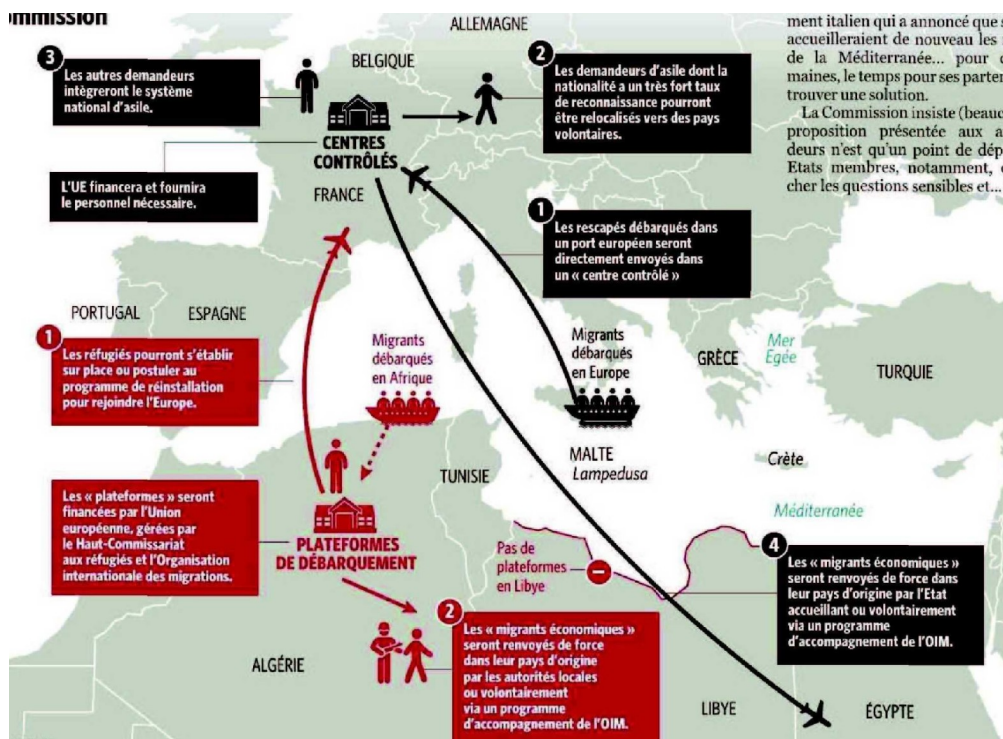 ommission
ALLEMAGNE
ment italien qui a annoncé que s
accueilleraient de nouveau les
de la Méditerranée... pour
maines, le temps pour ses parten
trouver une solution.
La Commission insiste (beauc
proposition présentée aux a
deurs n'est qu'un point de dép
Etats membres, notamment,
cher les questions sensibles et...
3
Les autres demandeurs
intègreront le système
national d'asile.
BELGIQUE
2
Les demandeurs d'asile dont la
nationalité a un très fort taux
de reconnaissance pourront
être relocalisés vers des pays
volontaires.
CENTRES
CONTRÔLÉS
L'UE financera et fournira
le personnel nécessaire.
FRANCE
1
Les rescapés débarqués dans
un port européen seront
directement envoyés dans
un « centre contrôlé »
PORTUGAL
ESPAGNE
1
Les réfugiés pourront s'établir
sur place ou postuler au
programme de réinstallation
pour rejoindre l'Europe.
Migrants
débarqués
en Afrique
Migrants
débarqués
en Europe
GRÈCE
Mer
Egée
TURQUIE
MALTE
Lampedusa
Crète
TUNISIE
Méditerranée
Les « plateformes » seront
financées par l'Union
européenne, gérées par
le Haut-Commissariat
aux réfugiés et l'Organisation
internationale des migrations.
PLATEFORMES
DE DÉBARQUEMENT
Pas de
plateformes
en Libye
4
Les « migrants économiques »
seront renvoyés de force dans
leur pays d'origine par l'Etat
accueillant ou volontairement
via un programme
d'accompagnement de l'OIM.
2
Les « migrants économiques »
seront renvoyés de force
dans leur pays d'origine
par les autorités locales
ou volontairement
via un programme
d'accompagnement de l'OIM.
ALGÉRIE
LIBYE
ÉGYPTE